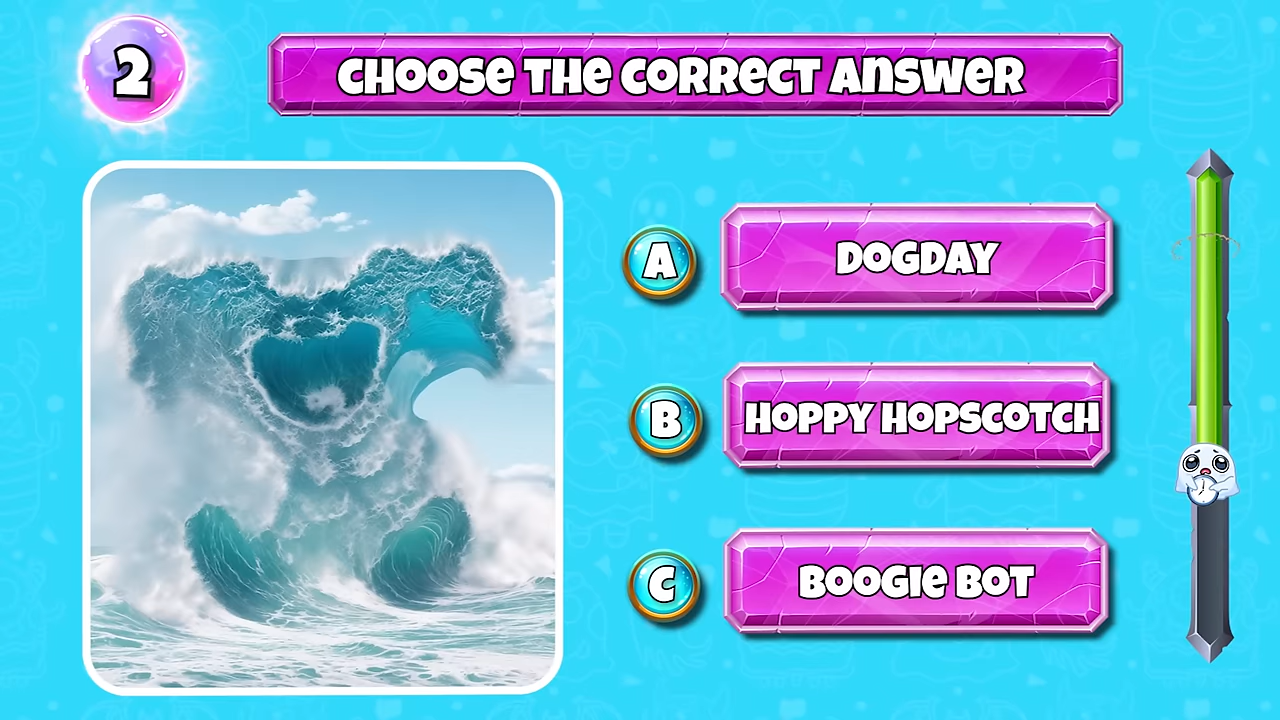 2
CHOOSE THE CORRECT ANSWER
A
DOGDAY
B
HOPPY HOPSCOTCH
C
BOOGIE BOT